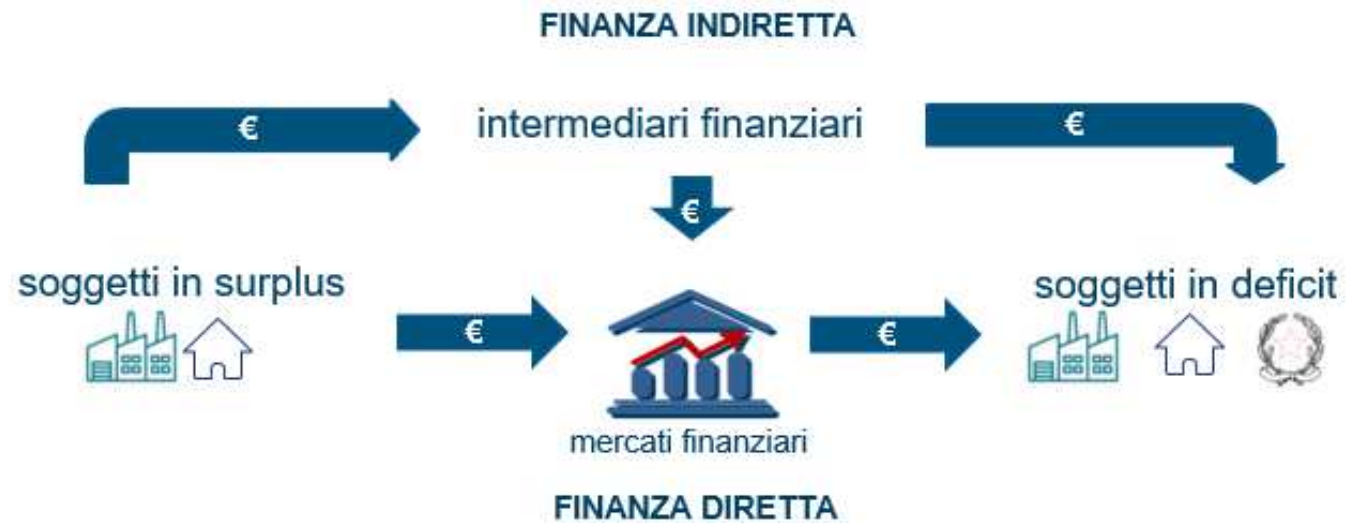 FINANZA INDIRETTA
€
intermediari finanziari
€
€
soggetti in surplus
soggetti in deficit
€
€
mercati finanziari
FINANZA DIRETTA